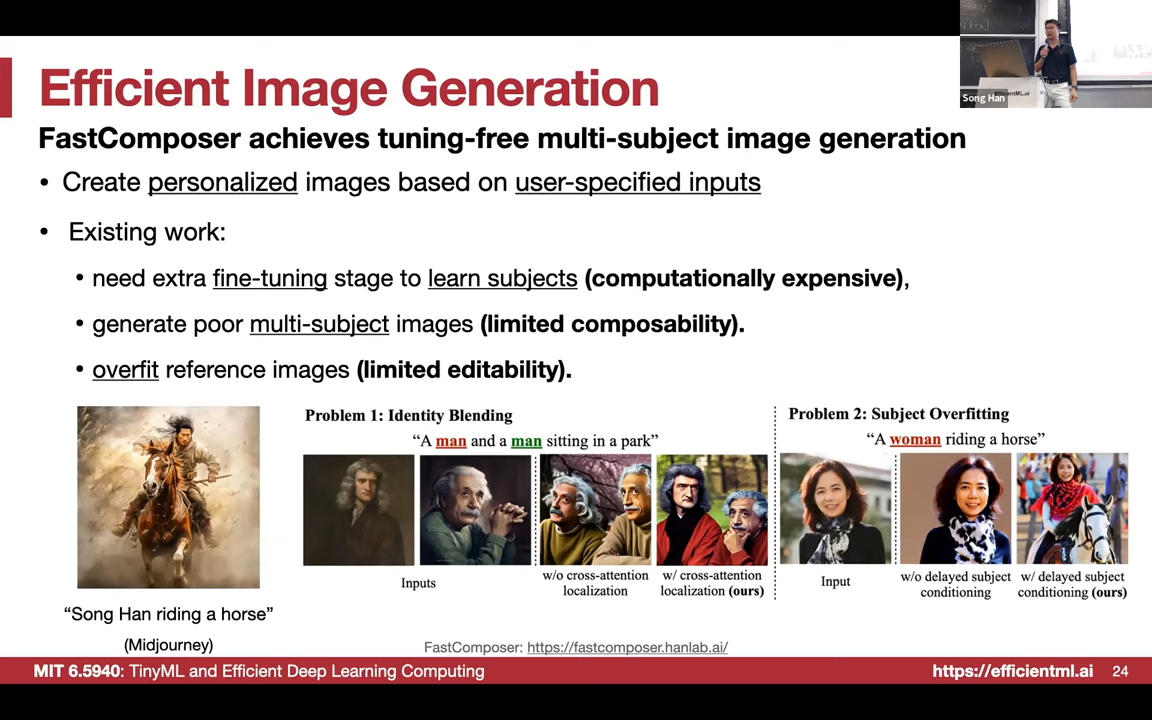 Efficient Image Generation
FastComposer achieves tuning-free multi-subject image generation
• Create personalized images based on user-specified inputs
• Existing work:
• need extra fine-tuning stage to learn subjects (computationally expensive),
• generate poor multi-subject images (limited composability).
• overfit reference images (limited editability).
“Song Han riding a horse”
(Midjourney)
Problem 1: Identity Blending
“A man and a man sitting in a park”
Inputs
w/o cross-attention
localization
w/ cross-attention
localization (ours)
Problem 2: Subject Overfitting
“A woman riding a horse”
Input
w/o delayed subject
conditioning
w/ delayed subject
conditioning (ours)
FastComposer: https://fastcomposer.hanlab.ai/
MIT 6.5940: TinyML and Efficient Deep Learning Computing
https://efficientml.ai
24
Song Han
EfficientML.ai